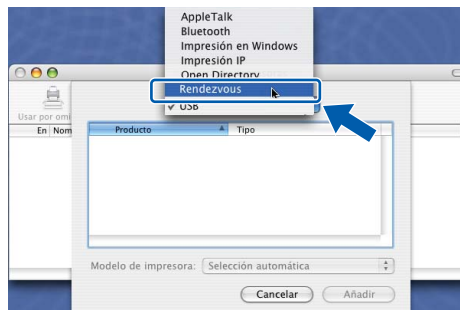 AppleTalk
Bluetooth
Impresión en Windows
Impresión IP
Open Directory
Rendezvous
✓ USB
Usar por omi
En Nom
Producto Tipo
Modelo de impresora: Selección automática
Cancelar Añadir